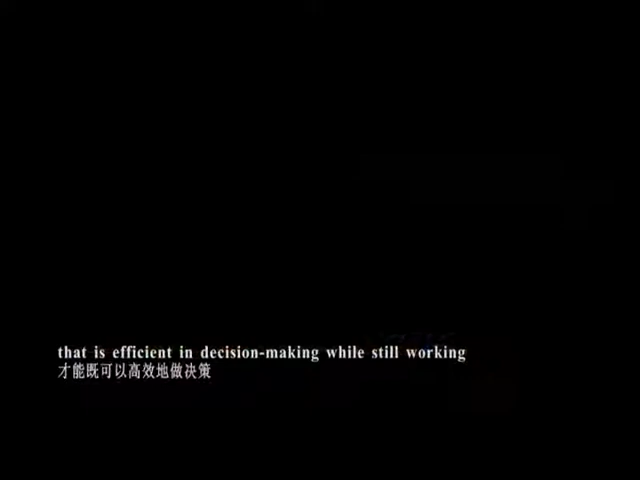 that is efficient in decision-making while still working
才能既可以高效地做决策